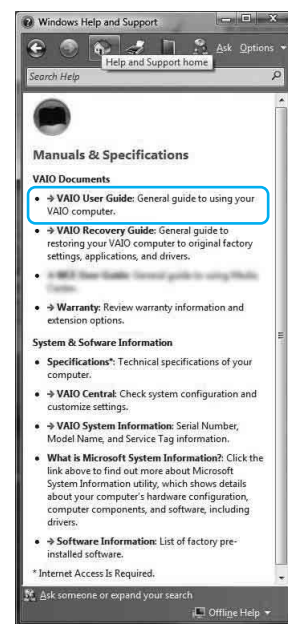 Windows Help and Support
Ask Options
Help and Support home
Search Help
Manuals & Specifications
VAIO Documents
• → VAIO User Guide: General guide to using your
VAIO computer.
• → VAIO Recovery Guide: General guide to
restoring your VAIO computer to original factory
settings, applications, and drivers.
• → Warranty: Review warranty information and
extension options.
System & Sofware Information
• Specifications*: Technical specifications of your
computer.
• → VAIO Central: Check system configuration and
customize settings.
• → VAIO System Information: Serial Number,
Model Name, and Service Tag information.
• What is Microsoft System Information?: Click the
link above to find out more about Microsoft
System Information utility, which shows details
about your computer's hardware configuration,
computer components, and software, including
drivers.
• → Software Information: List of factory pre-
installed software.
* Internet Access Is Required.
Ask someone or expand your search
Offline Help